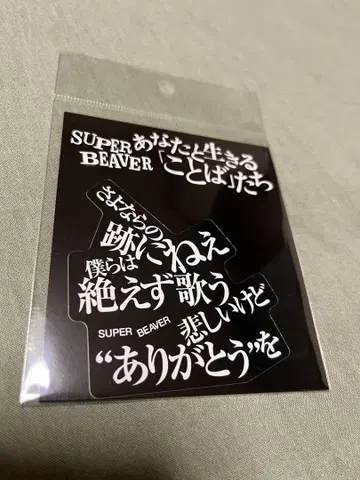 SUPER BEAVER
あなたと生きる
「ことば」たち
さよならの
跡にねえ
僕らは
絶えず歌う
悲しいけど
SUPER BEAVER
“ありがとう”を